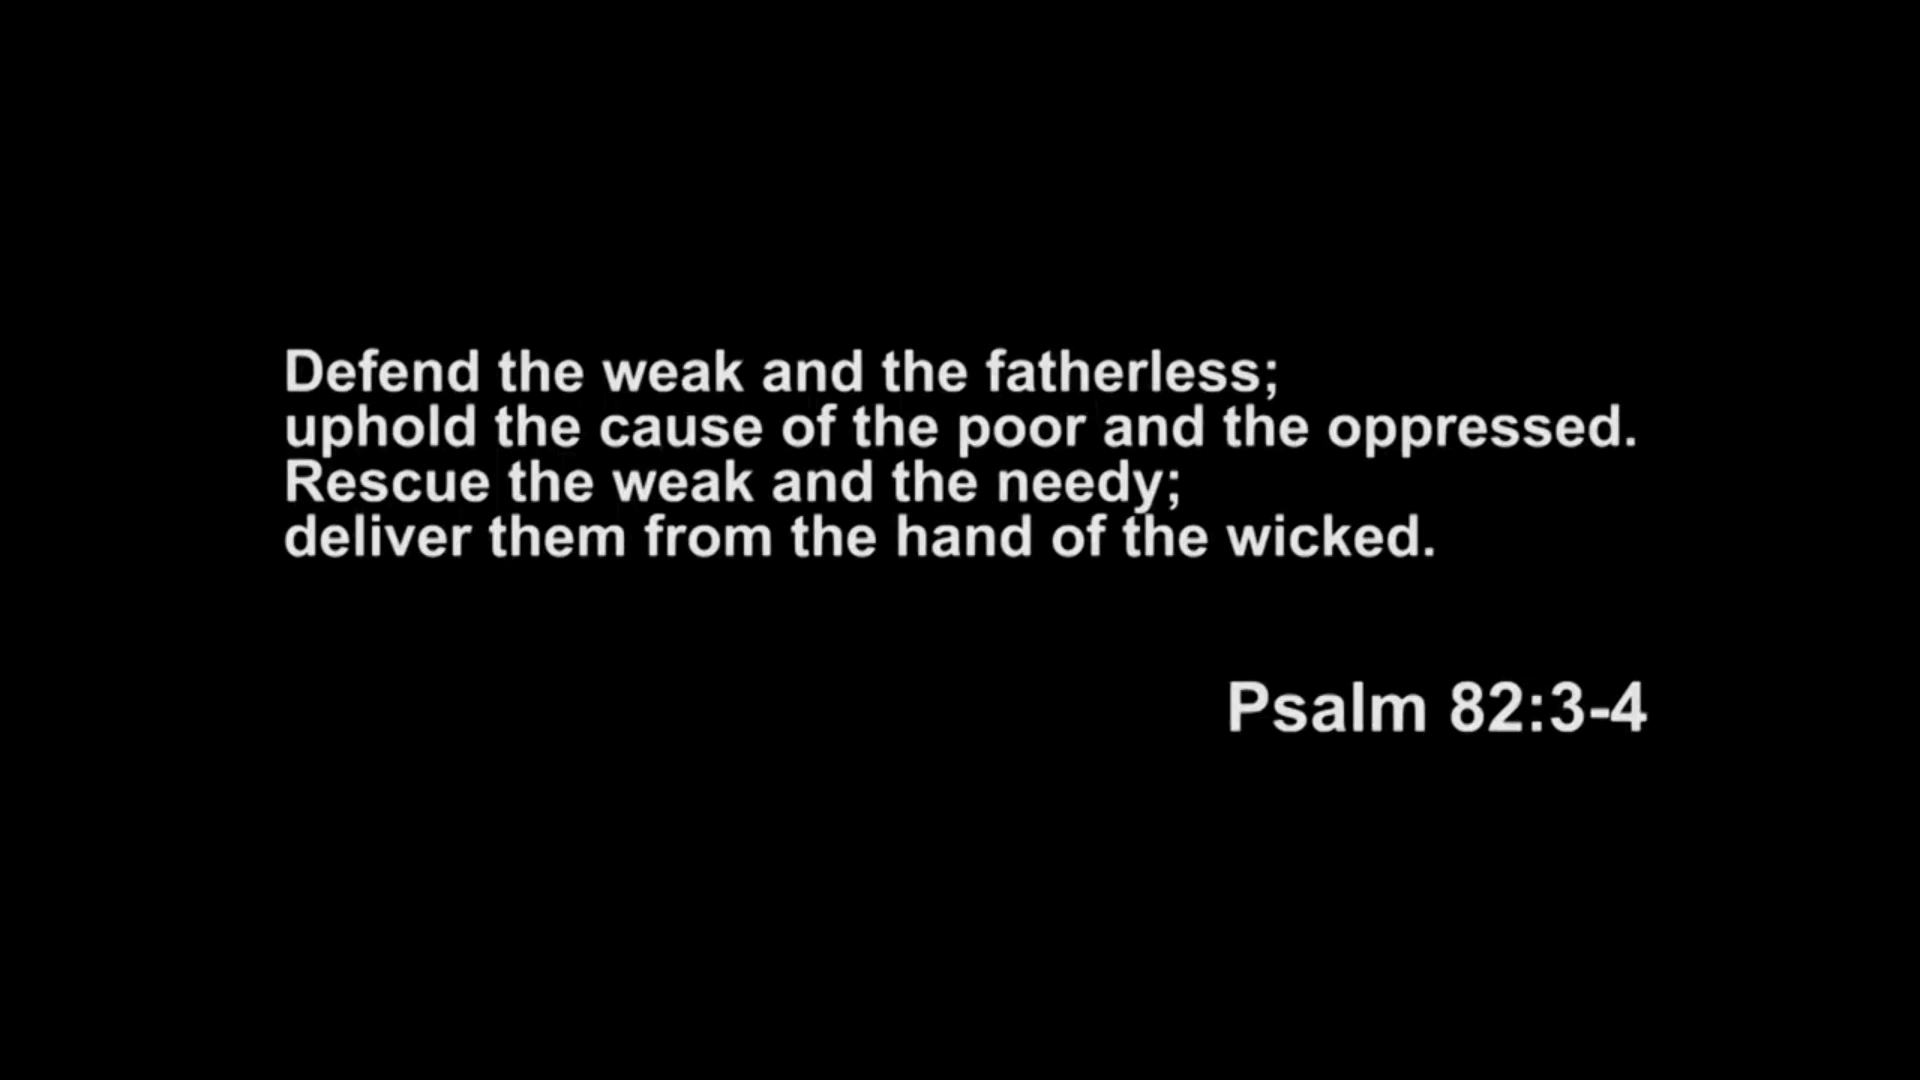 Defend the weak and the fatherless;
uphold the cause of the poor and the oppressed.
Rescue the weak and the needy;
deliver them from the hand of the wicked.
Psalm 82:3-4